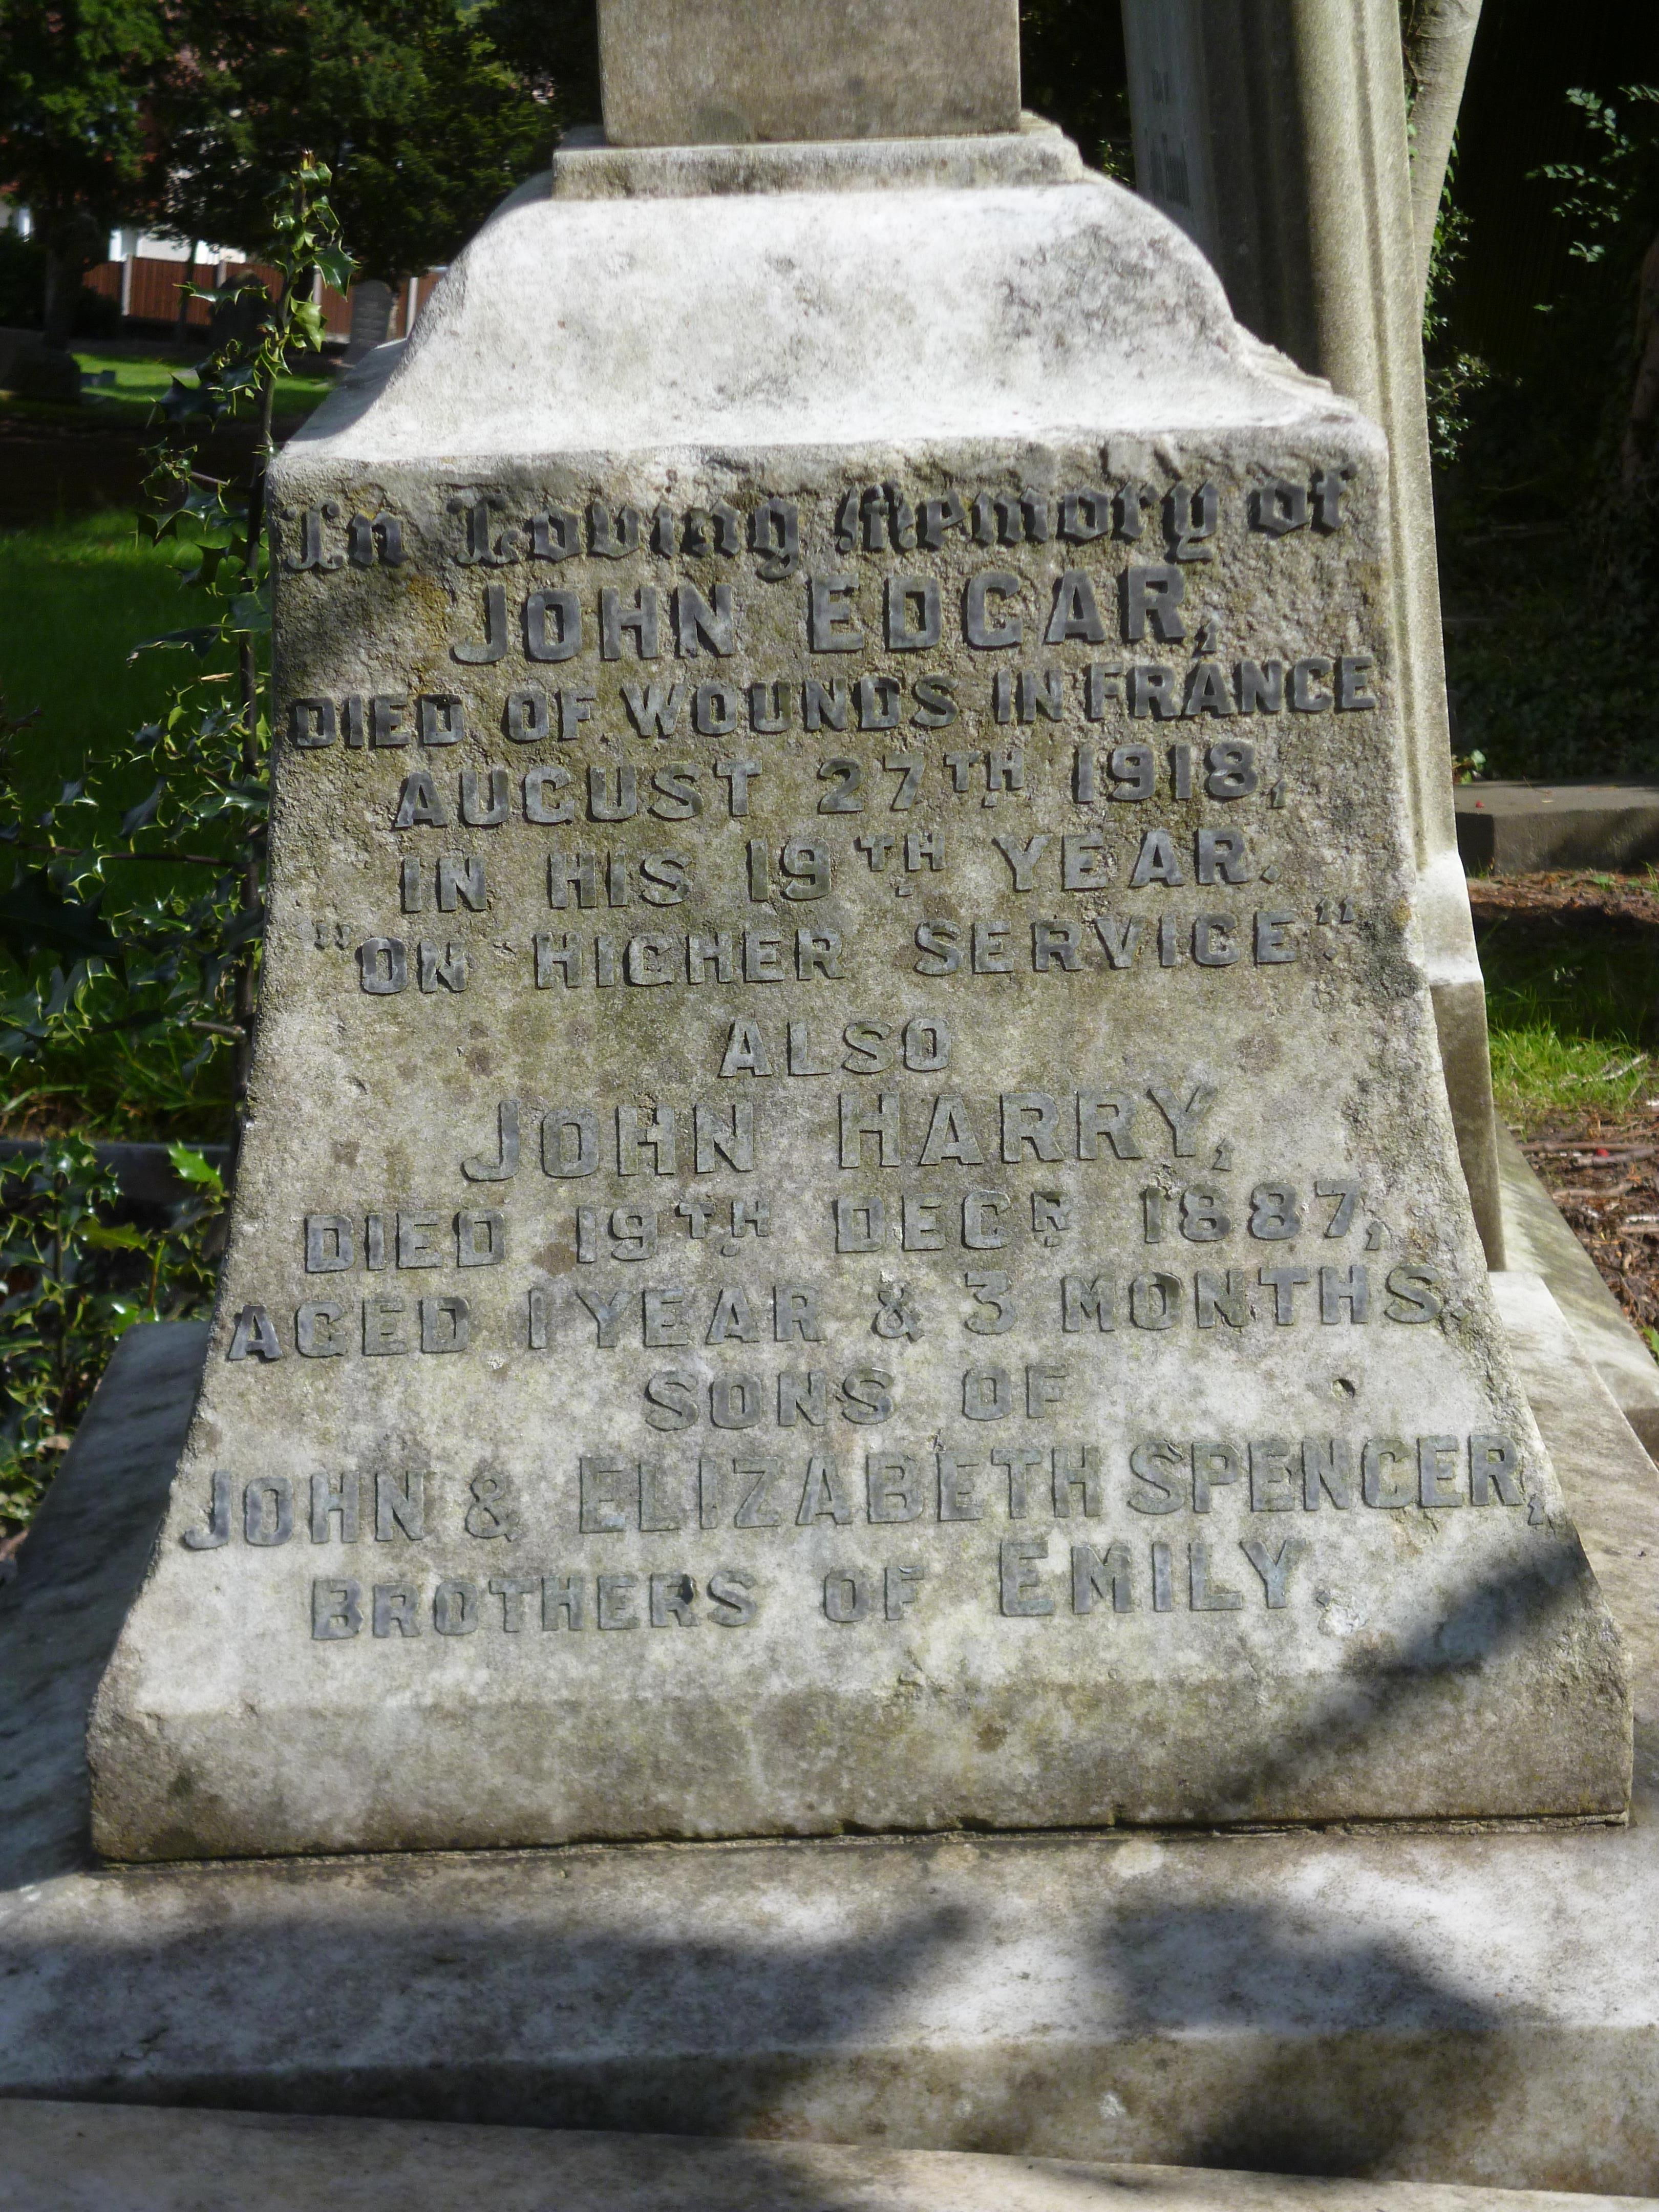 In Loving Memory of
JOHN EDGAR,
DIED OF WOUNDS IN FRANCE
AUGUST 27TH 1918,
IN HIS 19TH YEAR.
"ON HIGHER SERVICE"
ALSO
JOHN HARRY,
DIED 19TH DECR 1887,
AGED 1 YEAR & 3 MONTHS.
SONS OF
JOHN & ELIZABETH SPENCER,
BROTHERS OF EMILY.